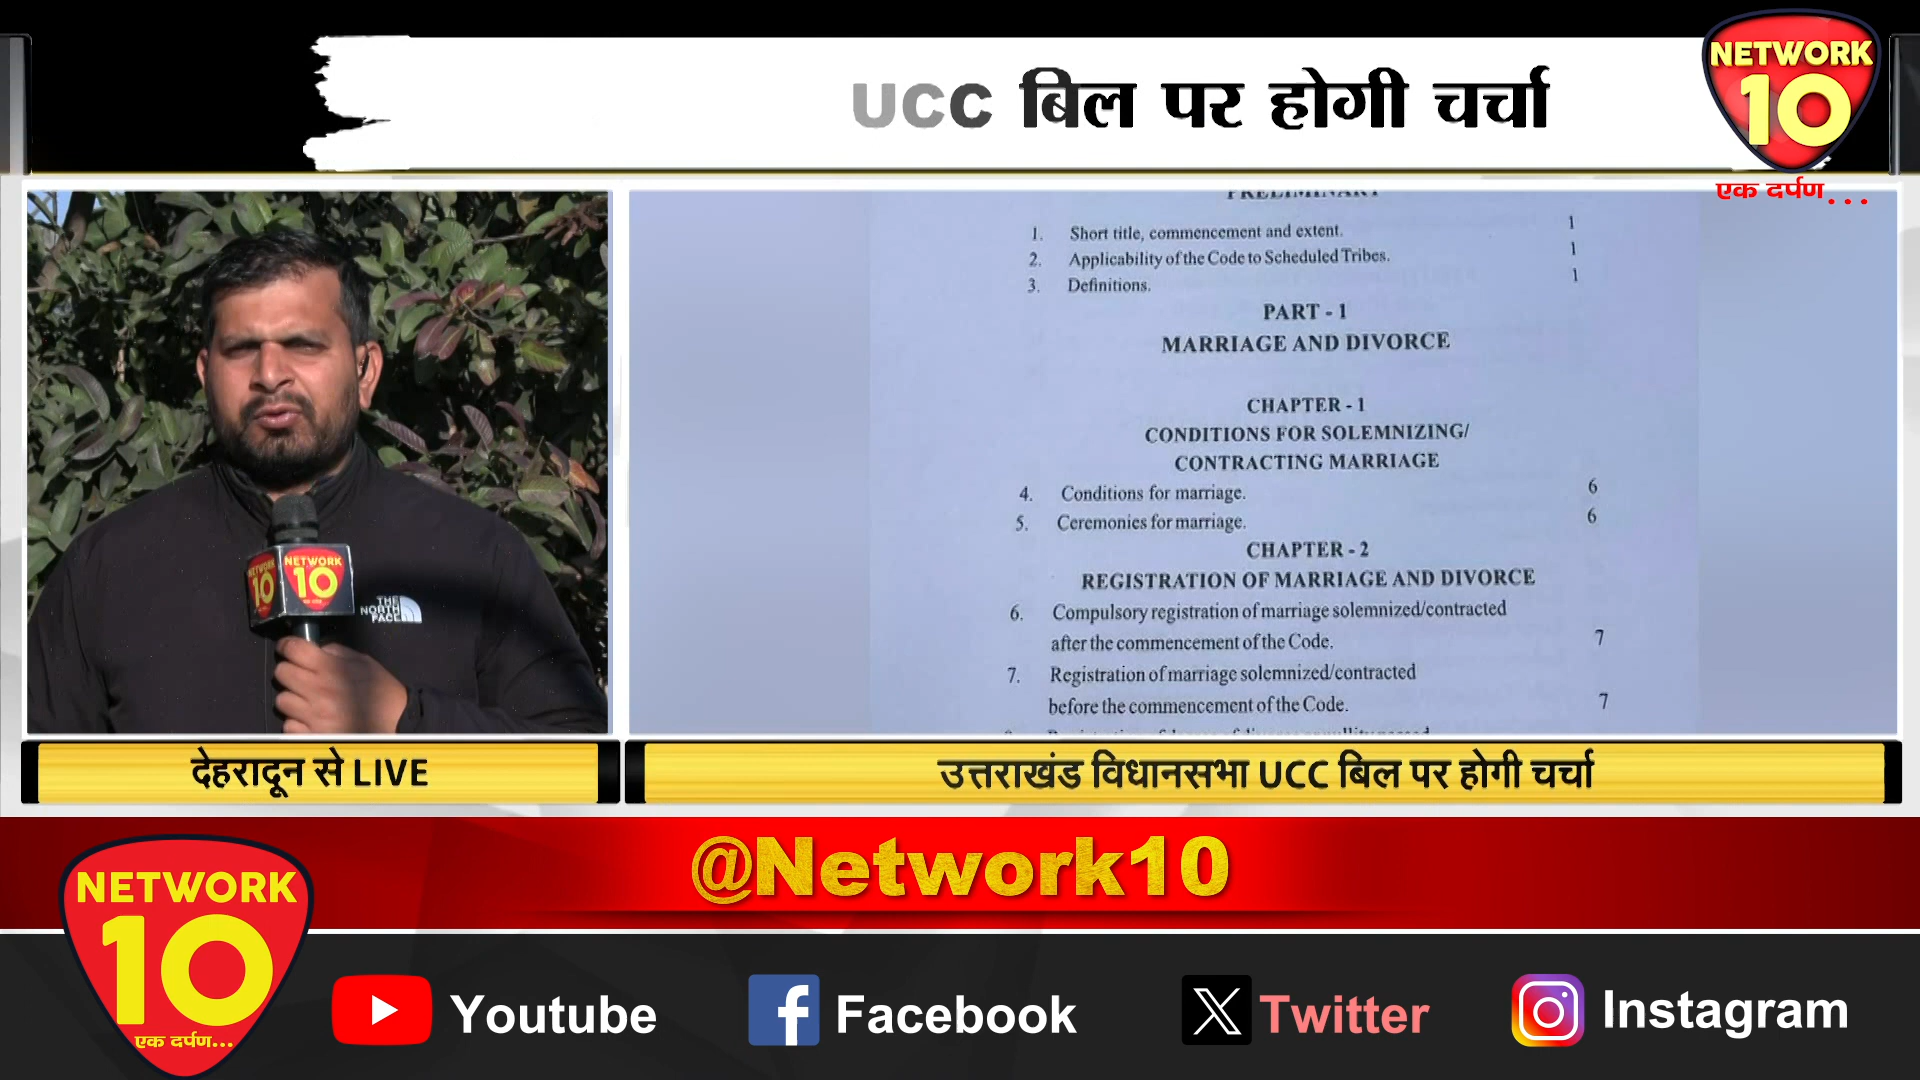 UCC बिल पर होगी चर्चा
NETWORK
10
एक दर्पण...
PRELIMINARY
1. Short title, commencement and extent. 1
2. Applicability of the Code to Scheduled Tribes. 1
3. Definitions. 1
PART - 1
MARRIAGE AND DIVORCE
CHAPTER - 1
CONDITIONS FOR SOLEMNIZING/
CONTRACTING MARRIAGE
4. Conditions for marriage. 6
5. Ceremonies for marriage. 6
CHAPTER - 2
REGISTRATION OF MARRIAGE AND DIVORCE
6. Compulsory registration of marriage solemnized/contracted
after the commencement of the Code. 7
7. Registration of marriage solemnized/contracted
before the commencement of the Code. 7
NETWORK
10
NETWORK
10
THE
NORTH
FACE
देहरादून से LIVE
उत्तराखंड विधानसभा UCC बिल पर होगी चर्चा
@Network10
NETWORK
10
एक दर्पण...
Youtube
Facebook
Twitter
Instagram